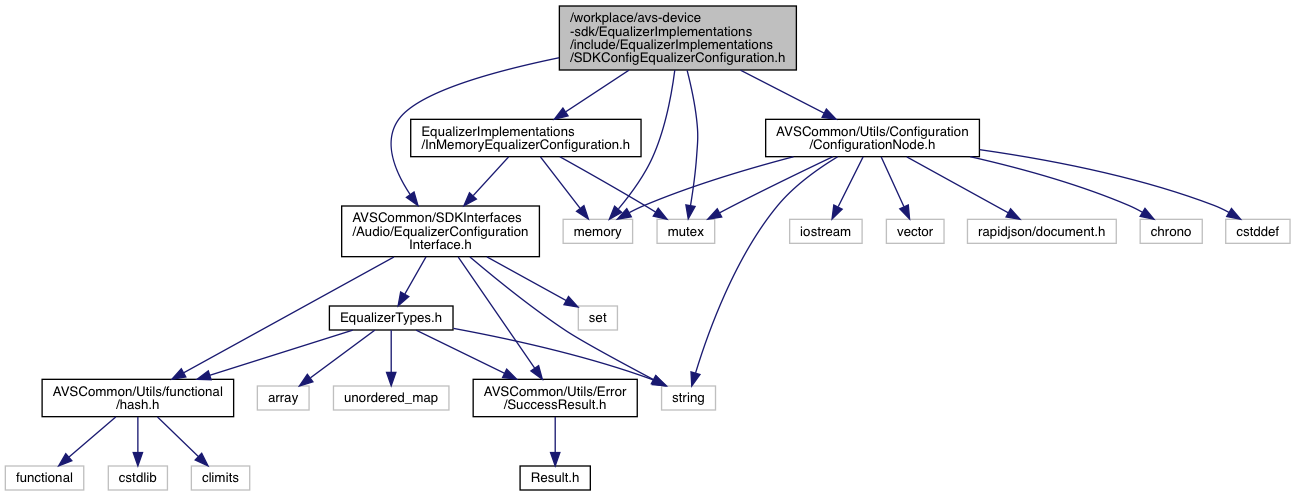 /workplace/avs-device
-sdk/EqualizerImplementations
/include/EqualizerImplementations
/SDKConfigEqualizerConfiguration.h
EqualizerImplementations
/InMemoryEqualizerConfiguration.h
AVSCommon/Utils/Configuration
/ConfigurationNode.h
AVSCommon/SDKInterfaces
/Audio/EqualizerConfiguration
Interface.h
memory
mutex
iostream
vector
rapidjson/document.h
chrono
cstddef
EqualizerTypes.h
set
AVSCommon/Utils/functional
/hash.h
array
unordered_map
AVSCommon/Utils/Error
/SuccessResult.h
string
functional
cstdlib
climits
Result.h